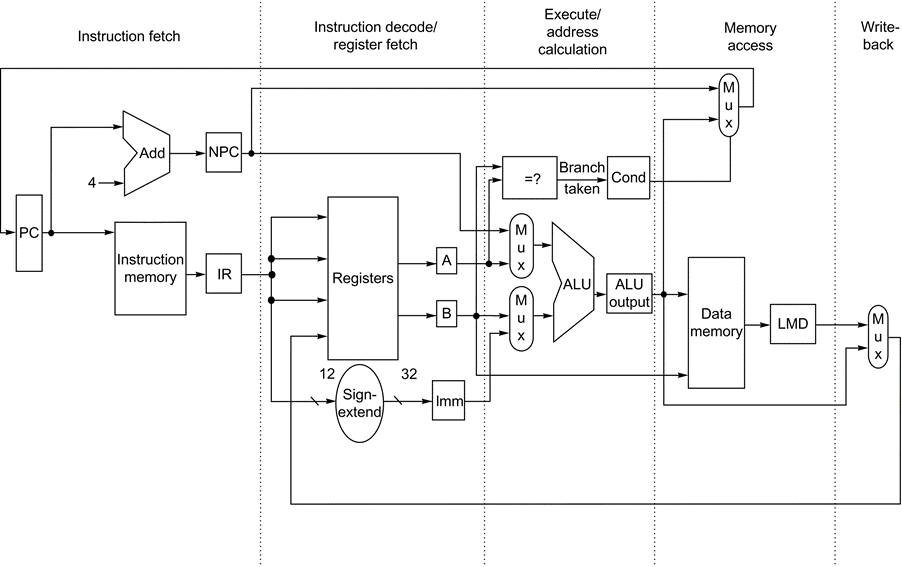 Instruction fetch
Instruction decode/
register fetch
Execute/
address
calculation
Memory
access
Write-
back
M
u
x
Add
NPC
4
=?
Branch
taken
Cond
PC
Instruction
memory
IR
Registers
A
B
M
u
x
M
u
x
ALU
ALU
output
Data
memory
LMD
M
u
x
12
32
Sign-
extend
Imm